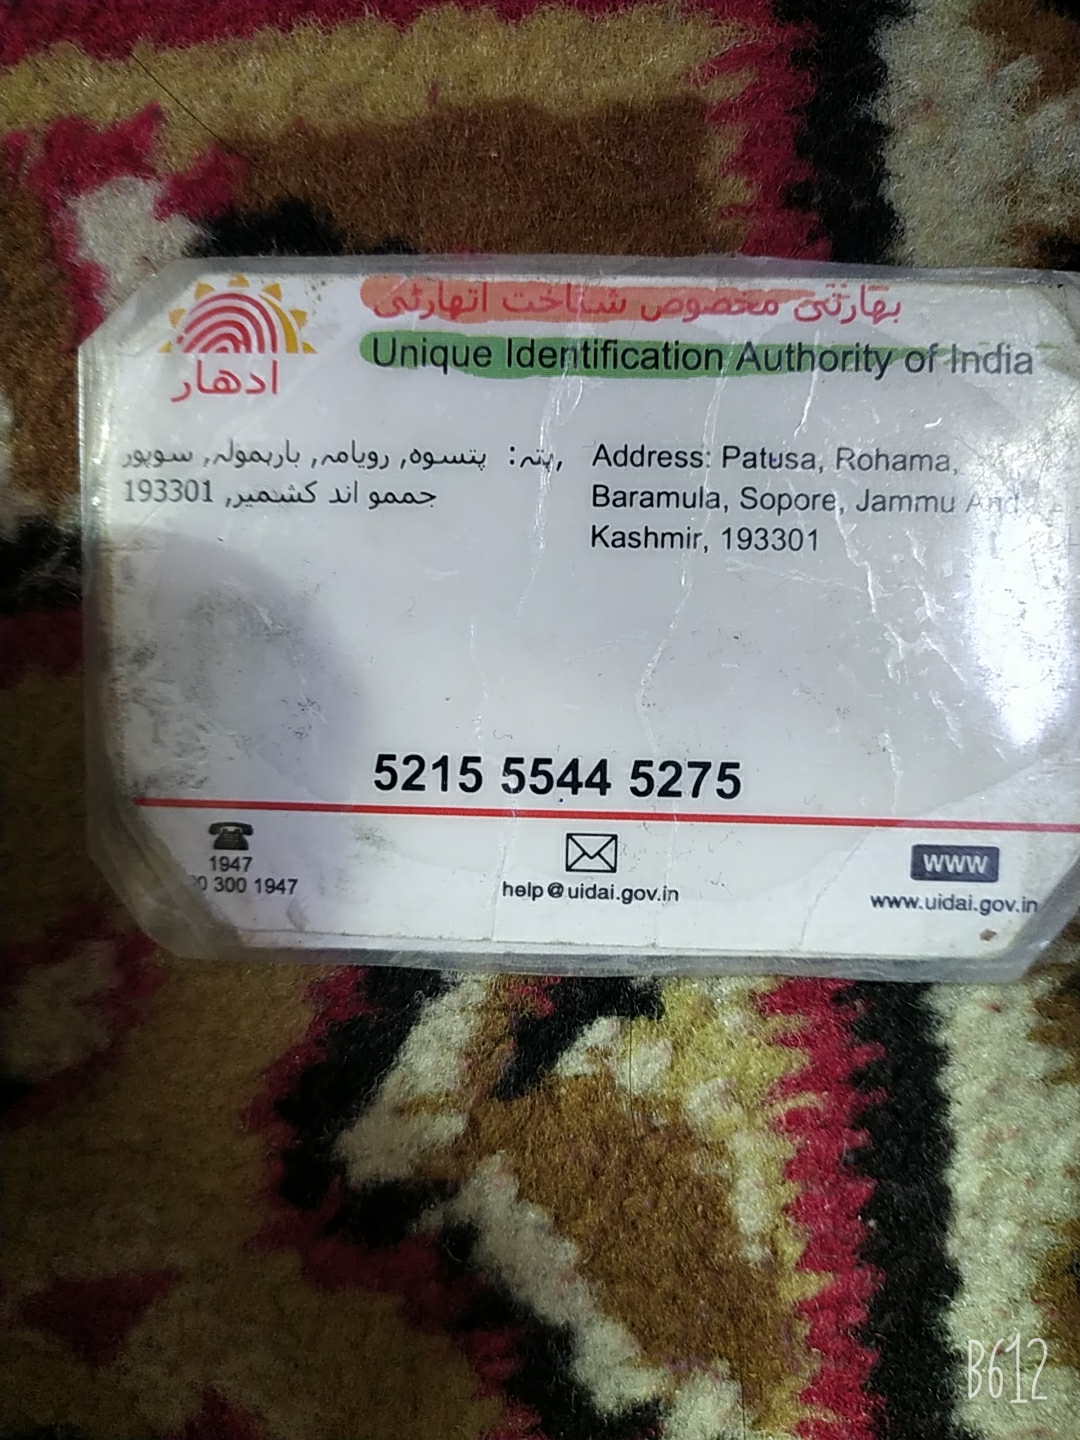 بھارتی مخصوص شناخت اتھارٹی
Unique Identification Authority of India
ادھار
پتہ: پتسوہ, رویامہ, بارہمولہ, سوپور,
جممو اند کشمیر, 193301
Address: Patusa, Rohama,
Baramula, Sopore, Jammu And
Kashmir, 193301
5215 5544 5275
1947
300 1947
help@uidai.gov.in
www
www.uidai.gov.in
B612